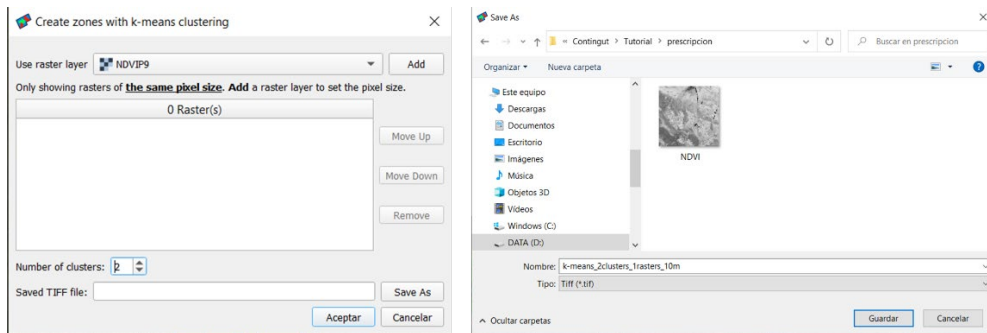 Create zones with k-means clustering
Use raster layer NDVIP9 Add
Only showing rasters of the same pixel size. Add a raster layer to set the pixel size.
0 Raster(s)
Move Up
Move Down
Remove
Number of clusters: 2
Saved TIFF file: Save As
Aceptar Cancelar
Save As
« Contingut > Tutorial > prescripcion Buscar en prescripcion
Organizar Nueva carpeta
Este equipo
Descargas
Documentos
Escritorio
Imágenes
Música
Objetos 3D
Vídeos
Windows (C:)
DATA (D:)
NDVI
Nombre: k-means_2clusters_1rasters_10m
Tipo: Tiff (*.tif)
Ocultar carpetas Guardar Cancelar